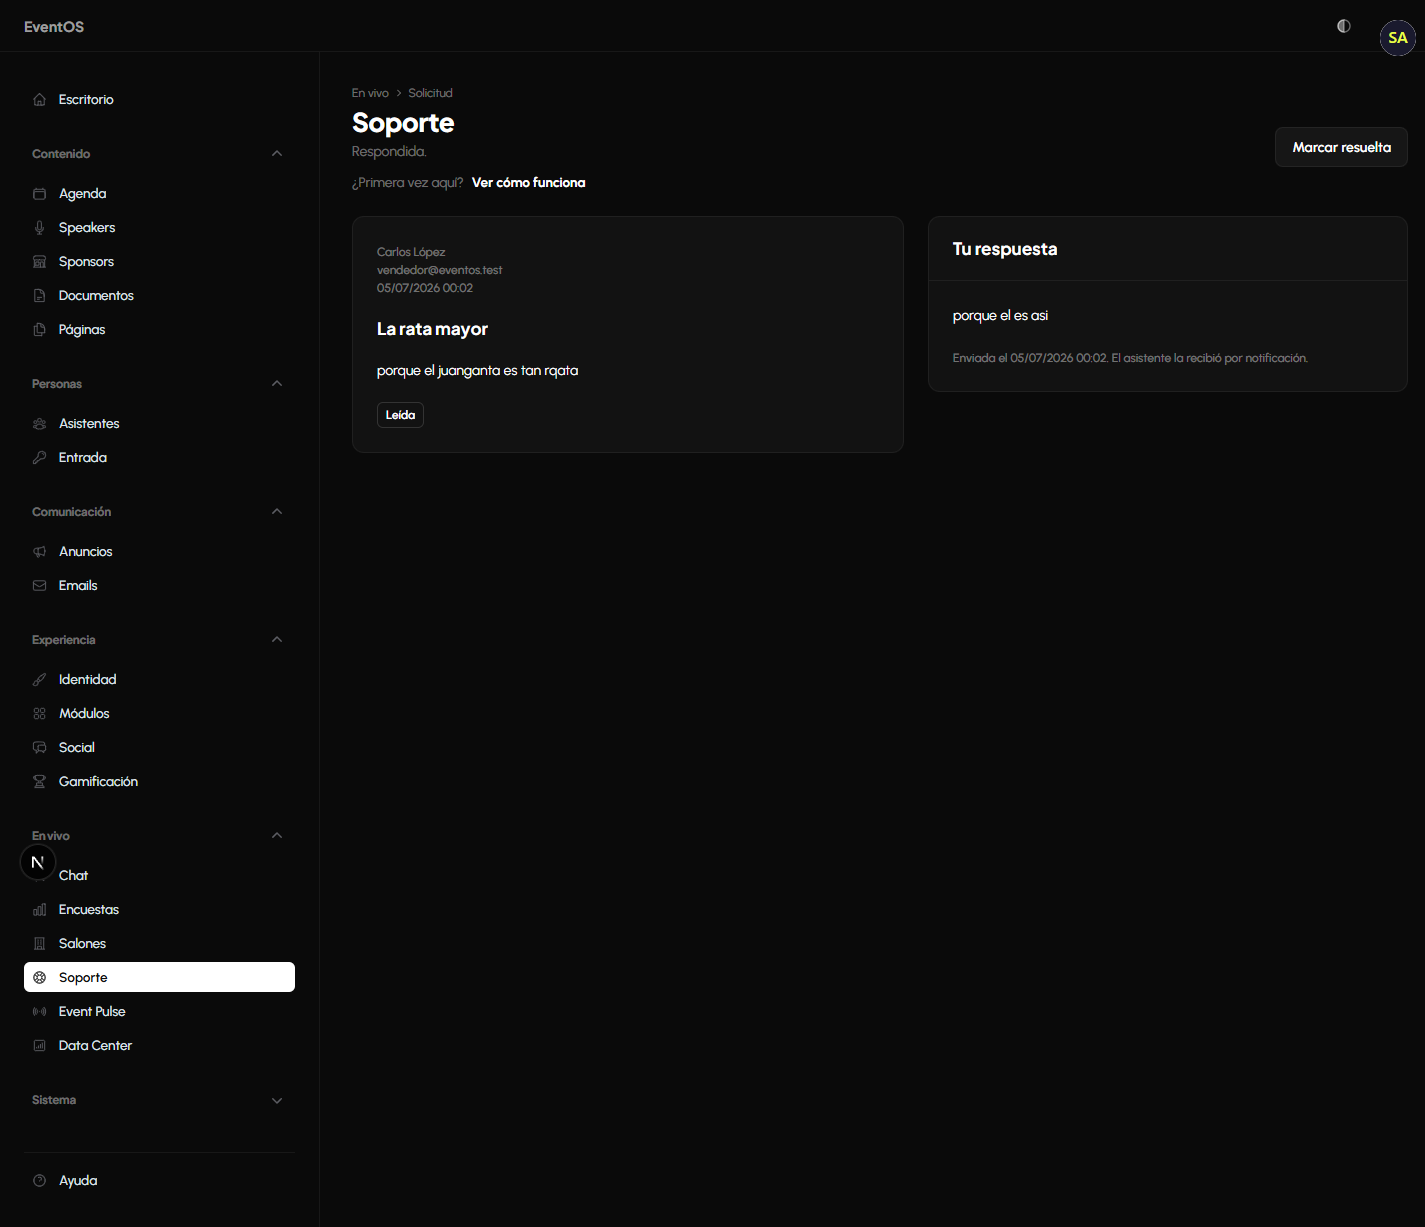 EventOS
SA
Escritorio
Contenido
Agenda
Speakers
Sponsors
Documentos
Páginas
Personas
Asistentes
Entrada
Comunicación
Anuncios
Emails
Experiencia
Identidad
Módulos
Social
Gamificación
En vivo
N
Chat
Encuestas
Salones
Soporte
Event Pulse
Data Center
Sistema
Ayuda
En vivo > Solicitud
Soporte
Respondida.
¿Primera vez aquí? Ver cómo funciona
Marcar resuelta
Carlos López
vendedor@eventos.test
05/07/2026 00:02
La rata mayor
porque el juanganta es tan rqata
Leída
Tu respuesta
porque el es asi
Enviada el 05/07/2026 00:02. El asistente la recibió por notificación.